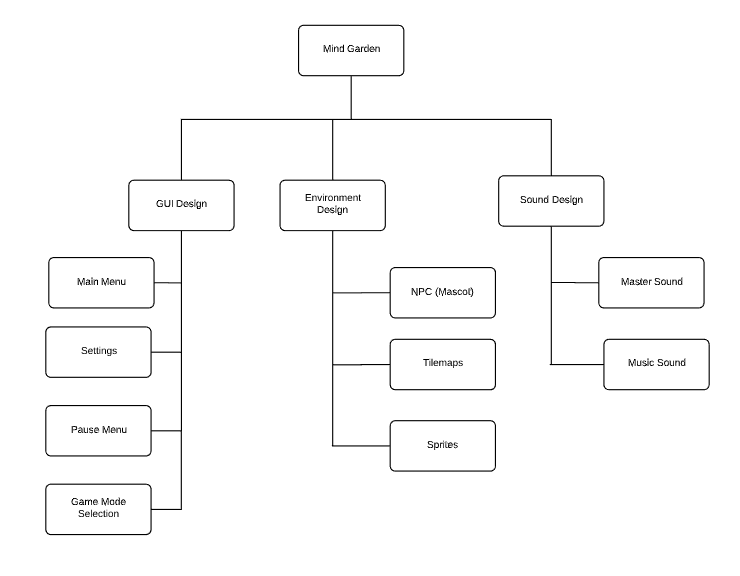 Mind Garden
GUI Design
Environment
Design
Sound Design
Main Menu
Settings
Pause Menu
Game Mode
Selection
NPC (Mascot)
Tilemaps
Sprites
Master Sound
Music Sound